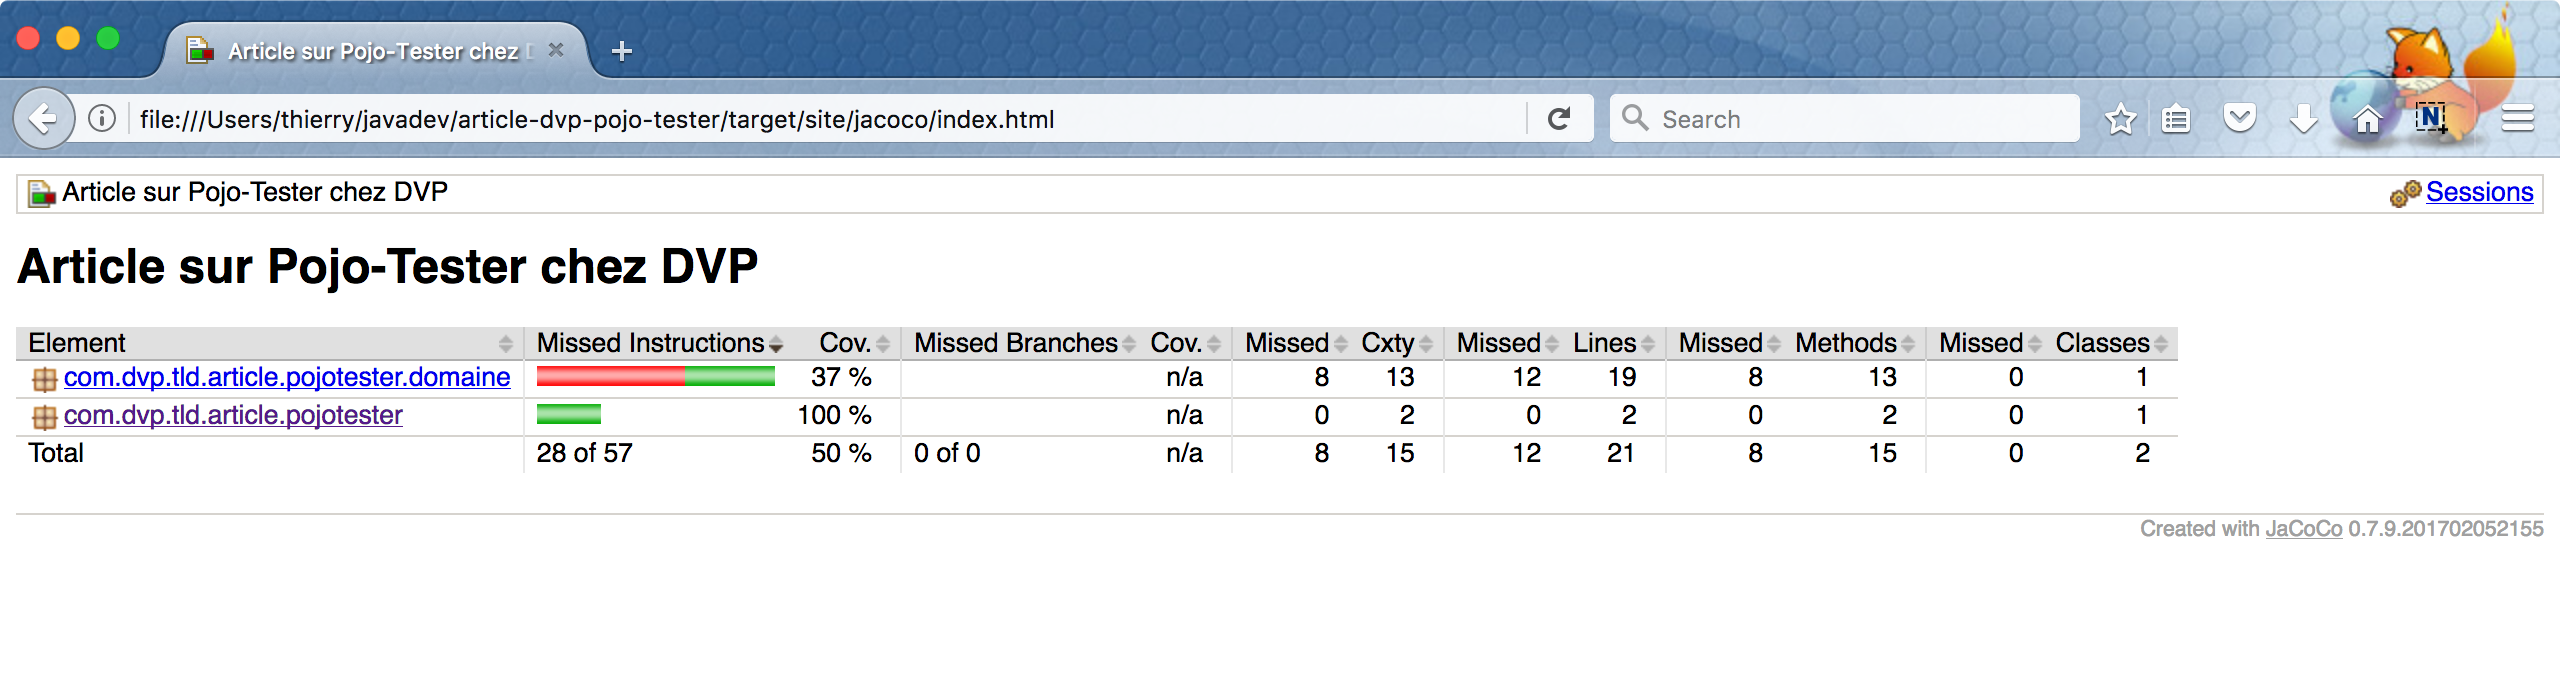 Article sur Pojo-Tester chez
file:///Users/thierry/javadev/article-dvp-pojo-tester/target/site/jacoco/index.html
Search
N
Article sur Pojo-Tester chez DVP
Sessions
Article sur Pojo-Tester chez DVP
Element Missed Instructions Cov. Missed Branches Cov. Missed Cxty Missed Lines Missed Methods Missed Classes
com.dvp.tld.article.pojotester.domaine 37 % n/a 8 13 12 19 8 13 0 1
com.dvp.tld.article.pojotester 100 % n/a 0 2 0 2 0 2 0 1
Total 28 of 57 50 % 0 of 0 n/a 8 15 12 21 8 15 0 2
Created with JaCoCo 0.7.9.201702052155